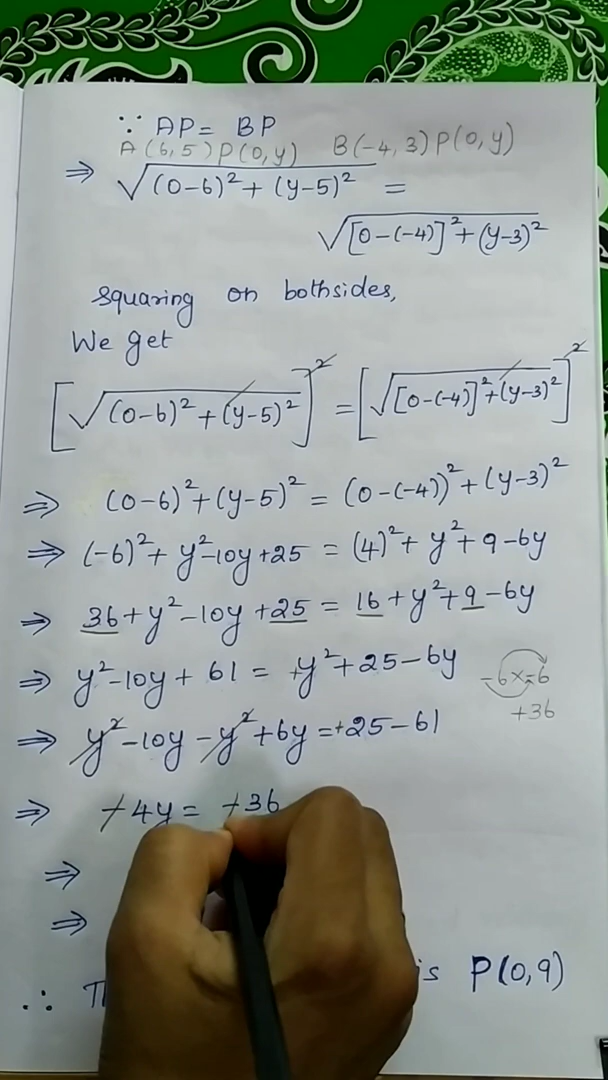 ∵ AP = BP
A(6,5) P(0,y) B(-4,3) P(0,y)
⇒ √(0-6)²+(y-5)² =
√[0-(-4)]²+(y-3)²
squaring on bothsides,
We get
[√(0-6)²+(y-5)²]² = [√[0-(-4)]²+(y-3)²]²
⇒ (0-6)²+(y-5)² = (0-(-4))²+(y-3)²
⇒ (-6)²+y²-10y+25 = (4)²+y²+9-6y
⇒ 36+y²-10y+25 = 16+y²+9-6y
⇒ y²-10y+61 = +y²+25-6y
-6×-6
+36
⇒ y²-10y-y²+6y=+25-61
⇒ -4y = -36
⇒
⇒
∴ is P(0,9)